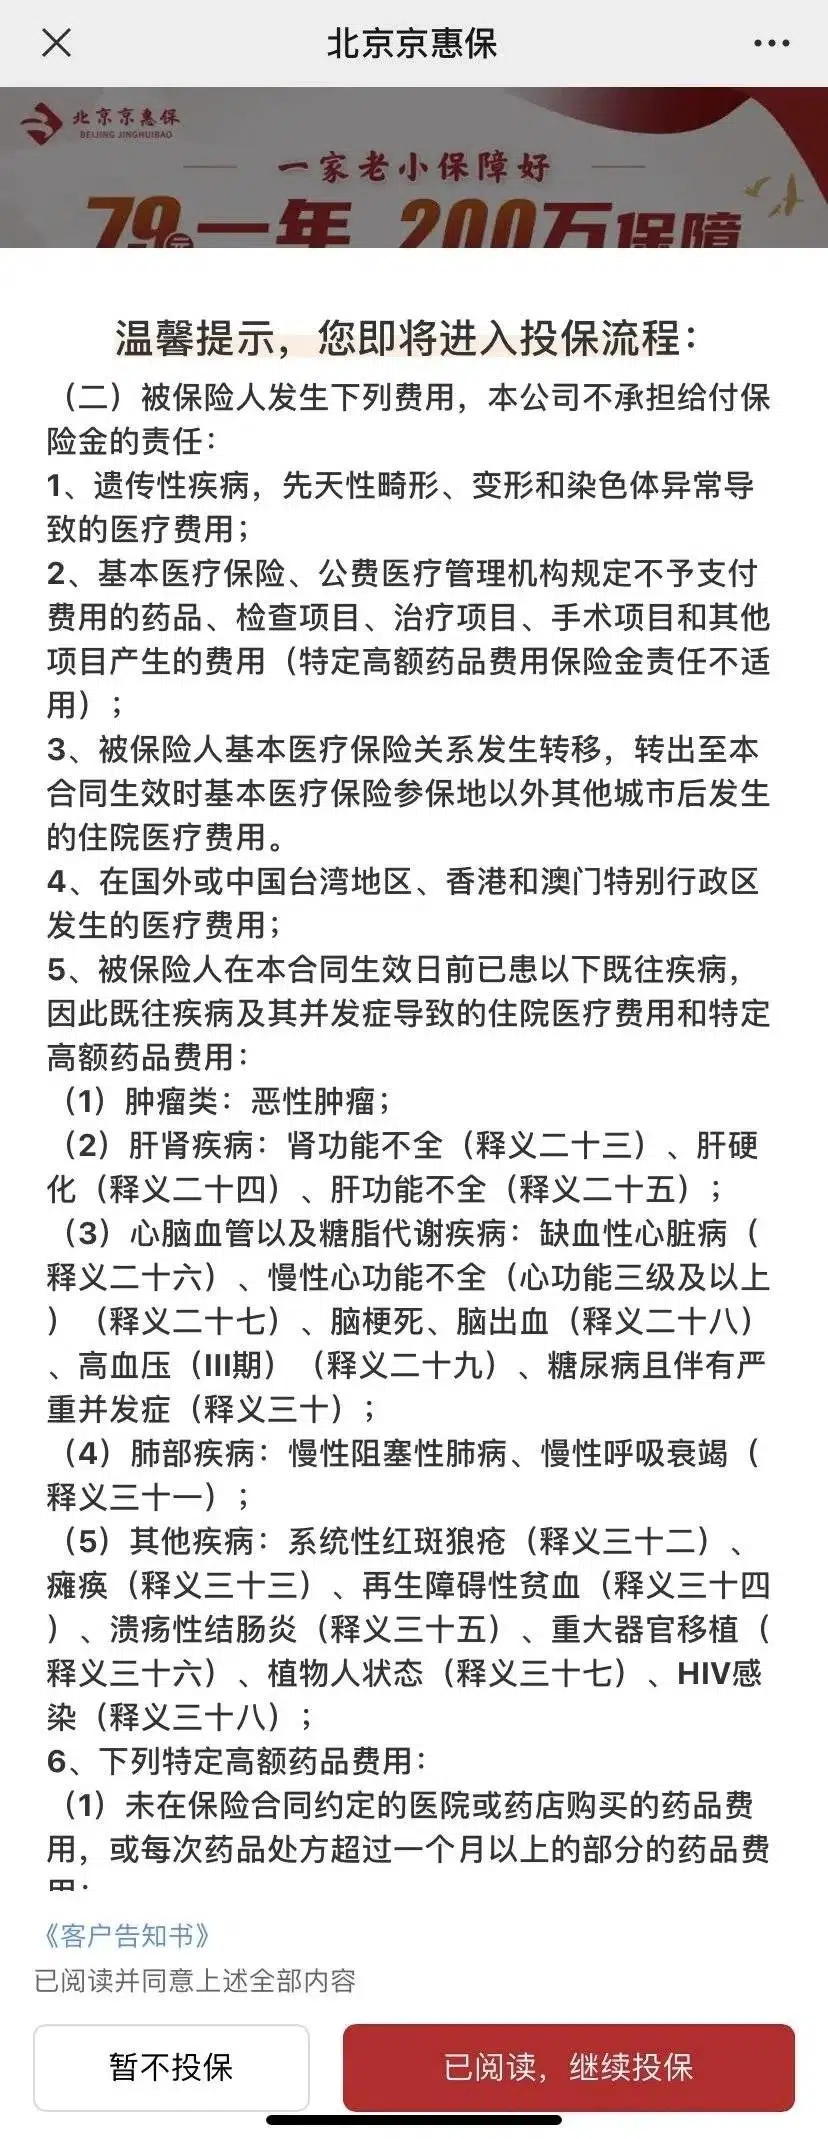 北京京惠保
北京京惠保
BEIJING JINGHUIBAO
一家老小保障好
79元一年 200万保障
温馨提示，您即将进入投保流程：
（二）被保险人发生下列费用，本公司不承担给付保
险金的责任：
1、遗传性疾病，先天性畸形、变形和染色体异常导
致的医疗费用；
2、基本医疗保险、公费医疗管理机构规定不予支付
费用的药品、检查项目、治疗项目、手术项目和其他
项目产生的费用（特定高额药品费用保险金责任不适
用）；
3、被保险人基本医疗保险关系发生转移，转出至本
合同生效时基本医疗保险参保地以外其他城市后发生
的住院医疗费用。
4、在国外或中国台湾地区、香港和澳门特别行政区
发生的医疗费用；
5、被保险人在本合同生效日前已患以下既往疾病，
因此既往疾病及其并发症导致的住院医疗费用和特定
高额药品费用：
（1）肿瘤类：恶性肿瘤；
（2）肝肾疾病：肾功能不全（释义二十三）、肝硬
化（释义二十四）、肝功能不全（释义二十五）；
（3）心脑血管以及糖脂代谢疾病：缺血性心脏病（
释义二十六）、慢性心功能不全（心功能三级及以上
）（释义二十七）、脑梗死、脑出血（释义二十八）
、高血压（III期）（释义二十九）、糖尿病且伴有严
重并发症（释义三十）；
（4）肺部疾病：慢性阻塞性肺病、慢性呼吸衰竭（
释义三十一）；
（5）其他疾病：系统性红斑狼疮（释义三十二）、
瘫痪（释义三十三）、再生障碍性贫血（释义三十四
）、溃疡性结肠炎（释义三十五）、重大器官移植（
释义三十六）、植物人状态（释义三十七）、HIV感
染（释义三十八）；
6、下列特定高额药品费用：
（1）未在保险合同约定的医院或药店购买的药品费
用，或每次药品处方超过一个月以上的部分的药品费
用；
《客户告知书》
已阅读并同意上述全部内容
暂不投保
已阅读，继续投保